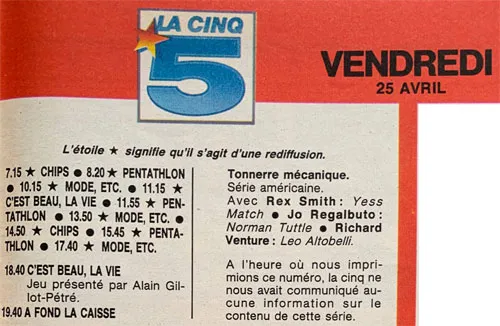 LA CINQ
5
VENDREDI
25 AVRIL
L'étoile ★ signifie qu'il s'agit d'une rediffusion.
7.15 ★ CHIPS ● 8.20 ★ PENTATHLON
● 10.15 ★ MODE, ETC. ● 11.15 ★
C'EST BEAU, LA VIE ● 11.55 ★ PEN-
TATHLON ● 13.50 ★ MODE, ETC. ●
14.50 ★ CHIPS ● 15.45 ★ PENTA-
THLON ● 17.40 ★ MODE, ETC.
18.40 C'EST BEAU, LA VIE
Jeu présenté par Alain Gil-
lot-Pétré.
19.40 A FOND LA CAISSE
Tonnerre mécanique.
Série américaine.
Avec Rex Smith : Yess
Match ● Jo Regalbuto :
Norman Tuttle ● Richard
Venture : Leo Altobelli.
A l'heure où nous impri-
mions ce numéro, la cinq ne
nous avait communiqué au-
cune information sur le
contenu de cette série.